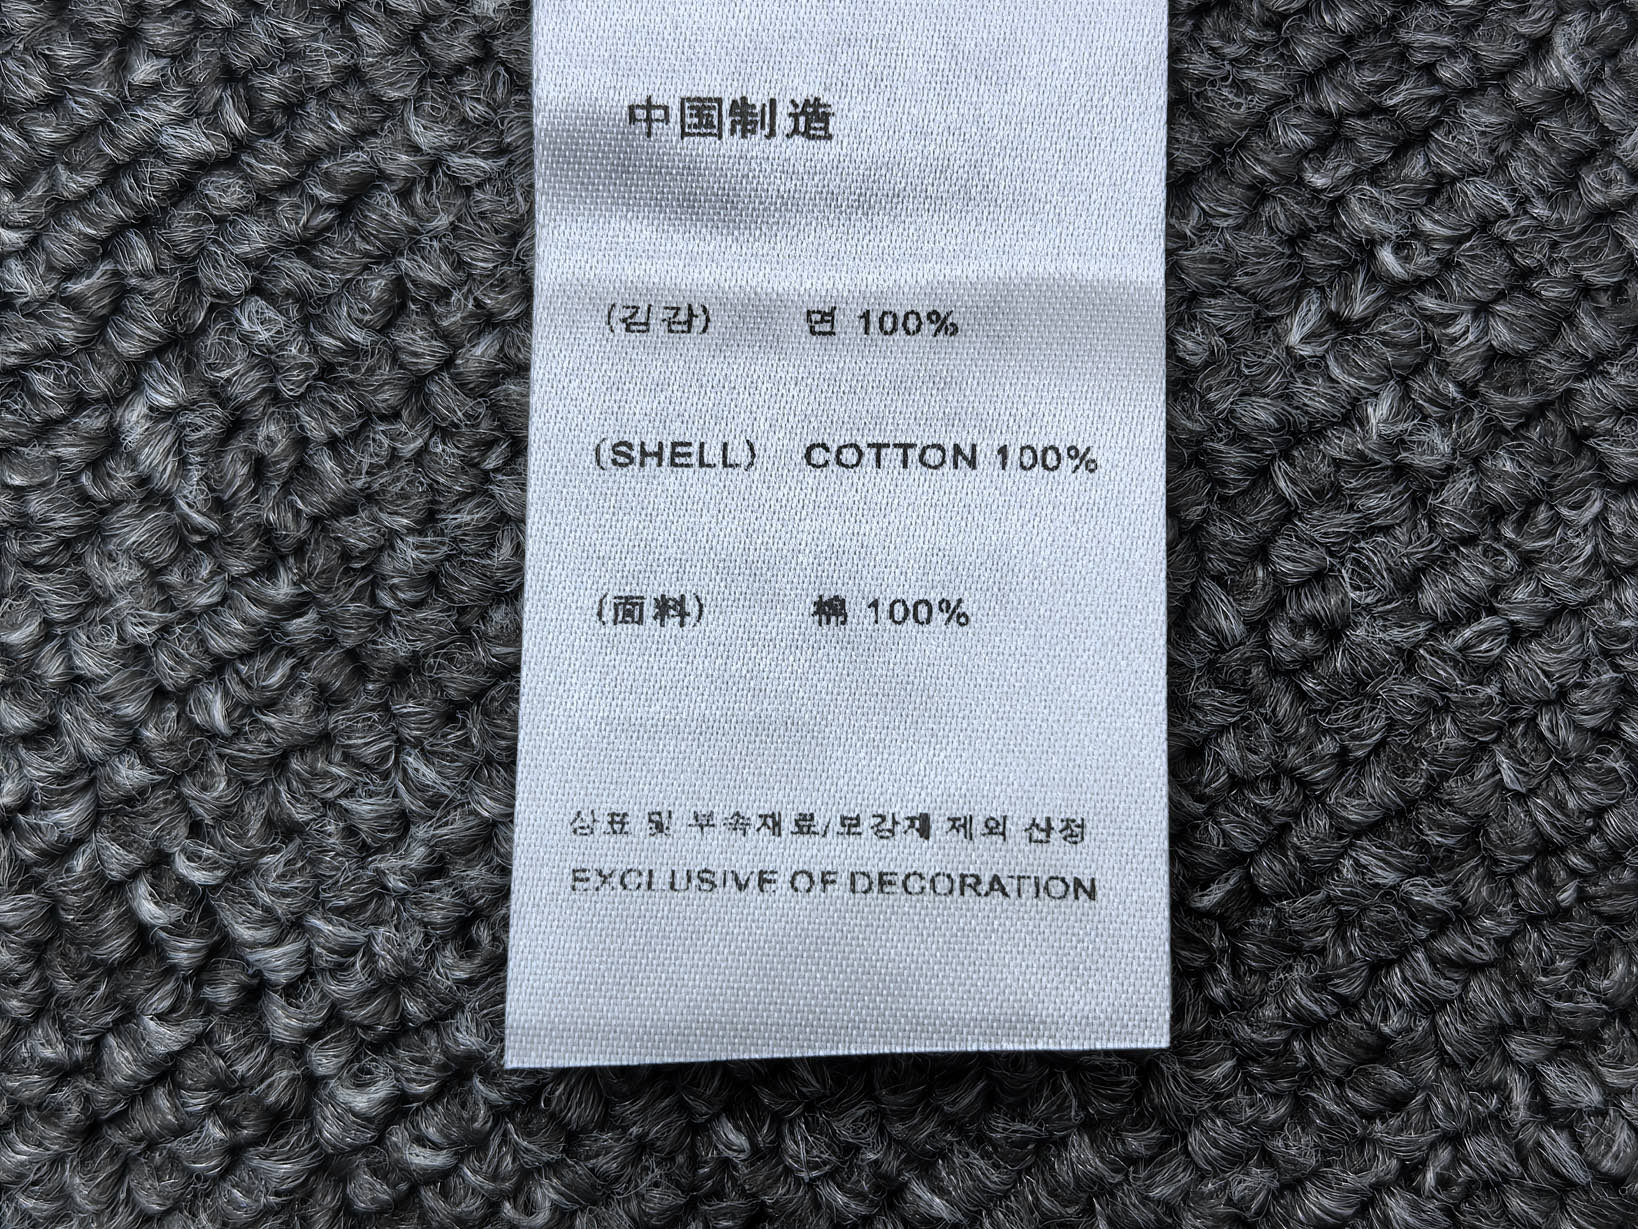 中国制造
(김감) 면 100%
(SHELL) COTTON 100%
(面料) 棉 100%
상표 및 부속재료/보강재 제외 산정
EXCLUSIVE OF DECORATION